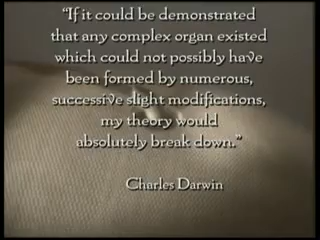 “If it could be demonstrated
that any complex organ existed
which could not possibly have
been formed by numerous,
successive slight modifications,
my theory would
absolutely break down.”
Charles Darwin